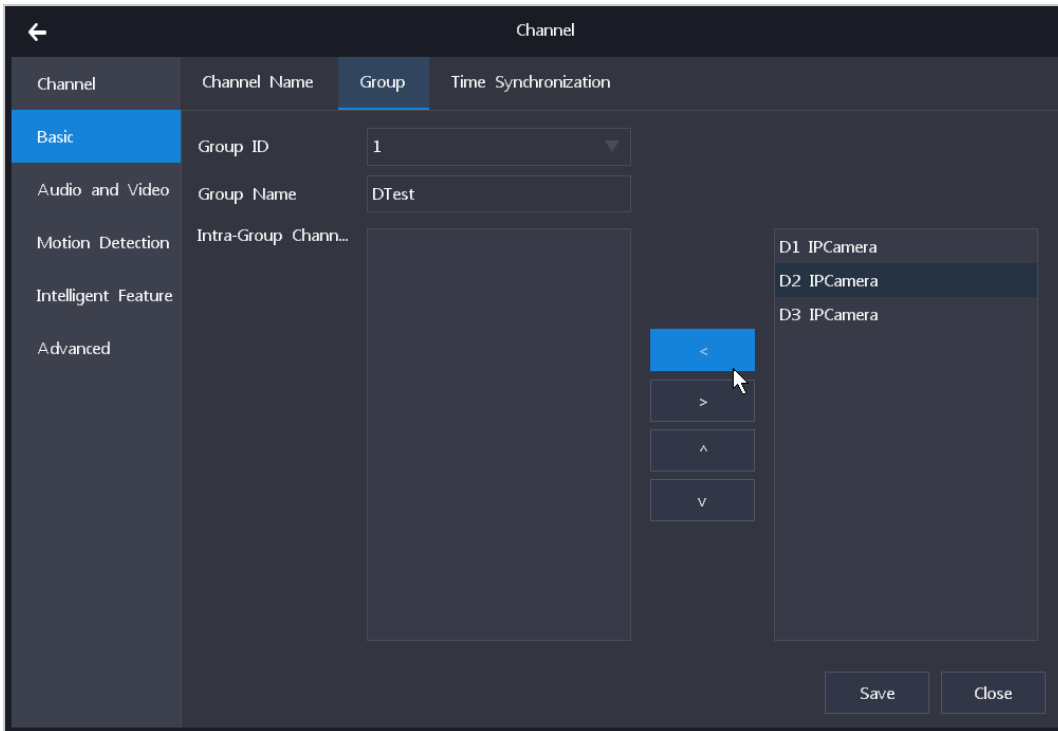 Channel
Channel
Channel Name Group Time Synchronization
Basic
Group ID 1
Audio and Video
Group Name DTest
Motion Detection
Intra-Group Chann...
D1 IPCamera
D2 IPCamera
Intelligent Feature
D3 IPCamera
Advanced
<
>
^
v
Save Close